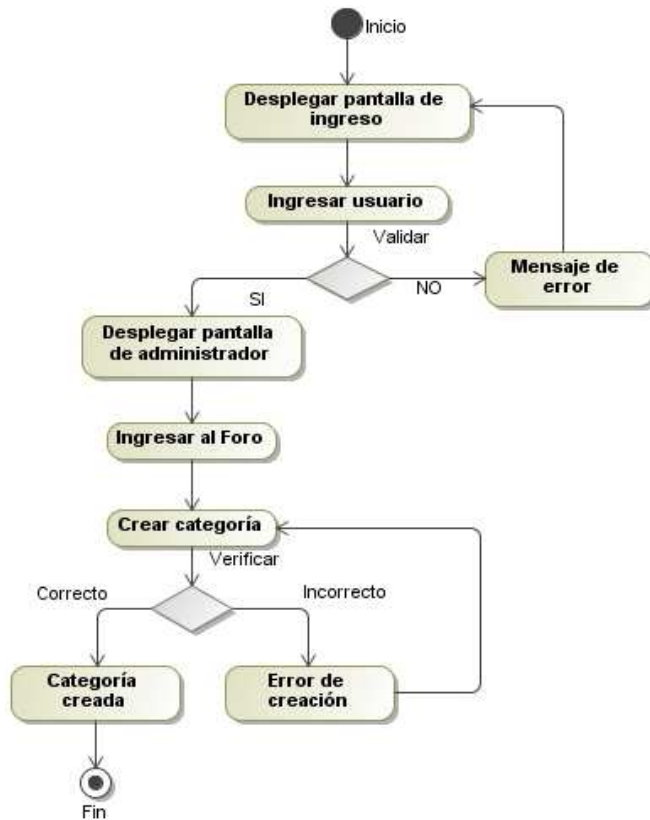 Inicio
Desplegar pantalla de
ingreso
Ingresar usuario
Validar
NO
Mensaje de
error
SI
Desplegar pantalla
de administrador
Ingresar al Foro
Crear categoría
Verificar
Correcto
Incorrecto
Categoría
creada
Error de
creación
Fin